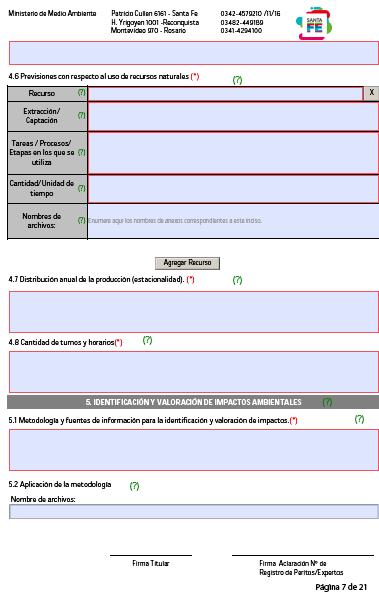 Ministerio de Medio Ambiente
Patricio Cullen 6161 - Santa Fe
H. Yrigoyen 1001 -Reconquista
Montevideo 970 - Rosario
0342-4579210 /11/16
03482-449189
0341-4294100
SANTA
FE
4.6 Previsiones con respecto al uso de recursos naturales (*) (?)
Recurso (?) X
Extracción/
Captación (?)
Tareas / Procesos/
Etapas en los que se (?)
utiliza
Cantidad/Unidad de (?)
tiempo
Nombres de
archivos: (?) Enumere aquí los nombres de anexos correspondientes a este inciso.
Agregar Recurso
4.7 Distribución anual de la producción (estacionalidad). (*) (?)
4.8 Cantidad de turnos y horarios(*) (?)
5. IDENTIFICACIÓN Y VALORACIÓN DE IMPACTOS AMBIENTALES (?)
5.1 Metodología y fuentes de información para la identificación y valoración de impactos.(*) (?)
5.2 Aplicación de la metodología (?)
Nombre de archivos:
Firma Titular
Firma Aclaración Nº de
Registro de Peritos/Expertos
Página 7 de 21